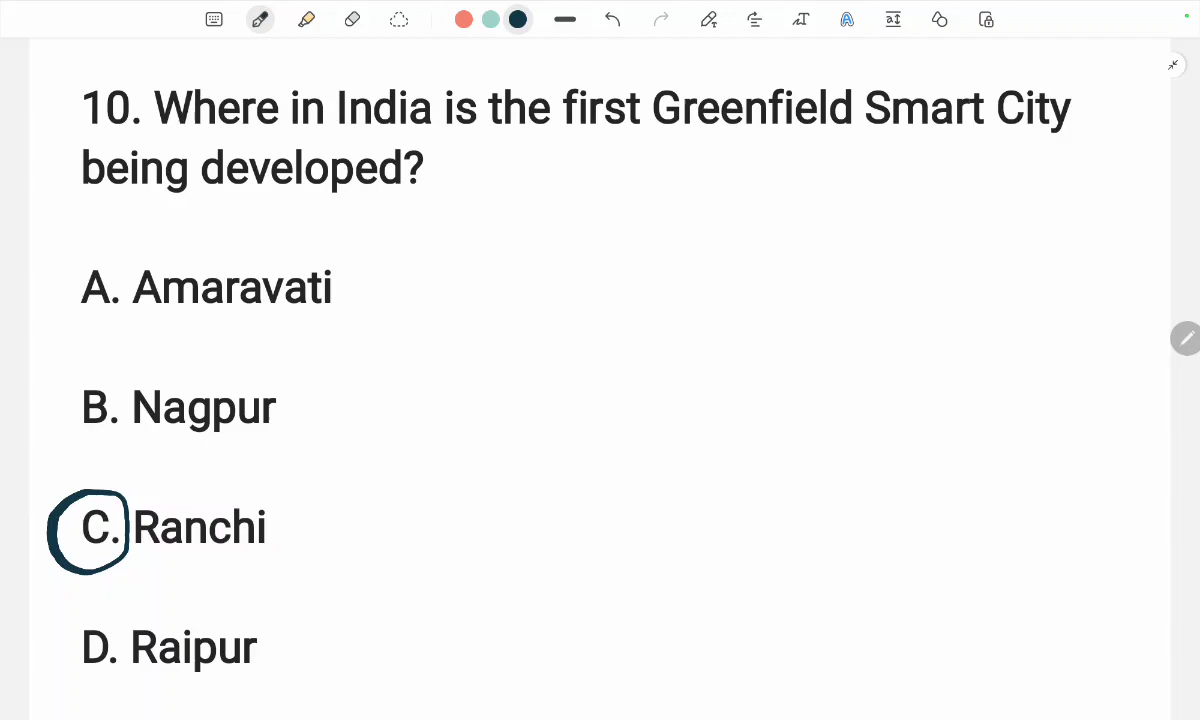 10. Where in India is the first Greenfield Smart City
being developed?
A. Amaravati
B. Nagpur
C. Ranchi
D. Raipur